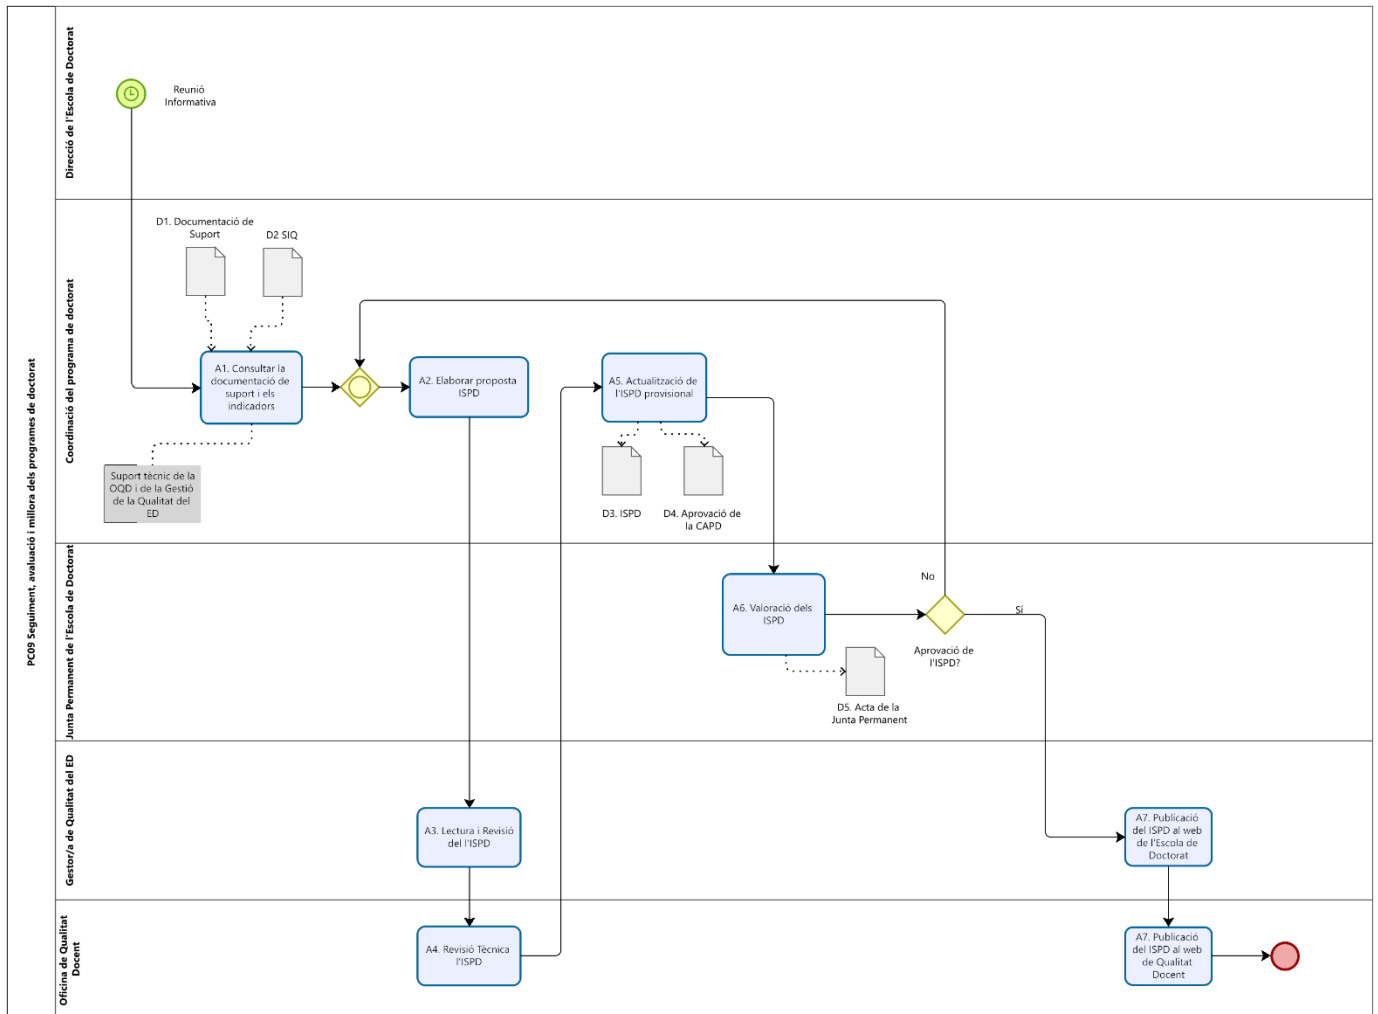 PC09 Seguiment, avaluació i millora dels programes de doctorat
Direcció de l'Escola de Doctorat
Reunió
Informativa
Coordinació del programa de doctorat
D1. Documentació de
Suport
D2 SIQ
A1. Consultar la
documentació de
suport i els
indicadors
A2. Elaborar proposta
ISPD
A5. Actualització de
l'ISPD provisional
Suport tècnic de la
OQD i de la Gestió
de la Qualitat del
ED
D3. ISPD
D4. Aprovació de
la CAPD
Junta Permanent de l'Escola de Doctorat
A6. Valoració dels
ISPD
No
Sí
Aprovació de
l'ISPD?
D5. Acta de la
Junta Permanent
Gestor/a de Qualitat del ED
A3. Lectura i Revisió
del l'ISPD
A7. Publicació
del ISPD al web
de l'Escola de
Doctorat
Oficina de Qualitat
Docent
A4. Revisió Tècnica
l'ISPD
A7. Publicació
del ISPD al web
de Qualitat
Docent